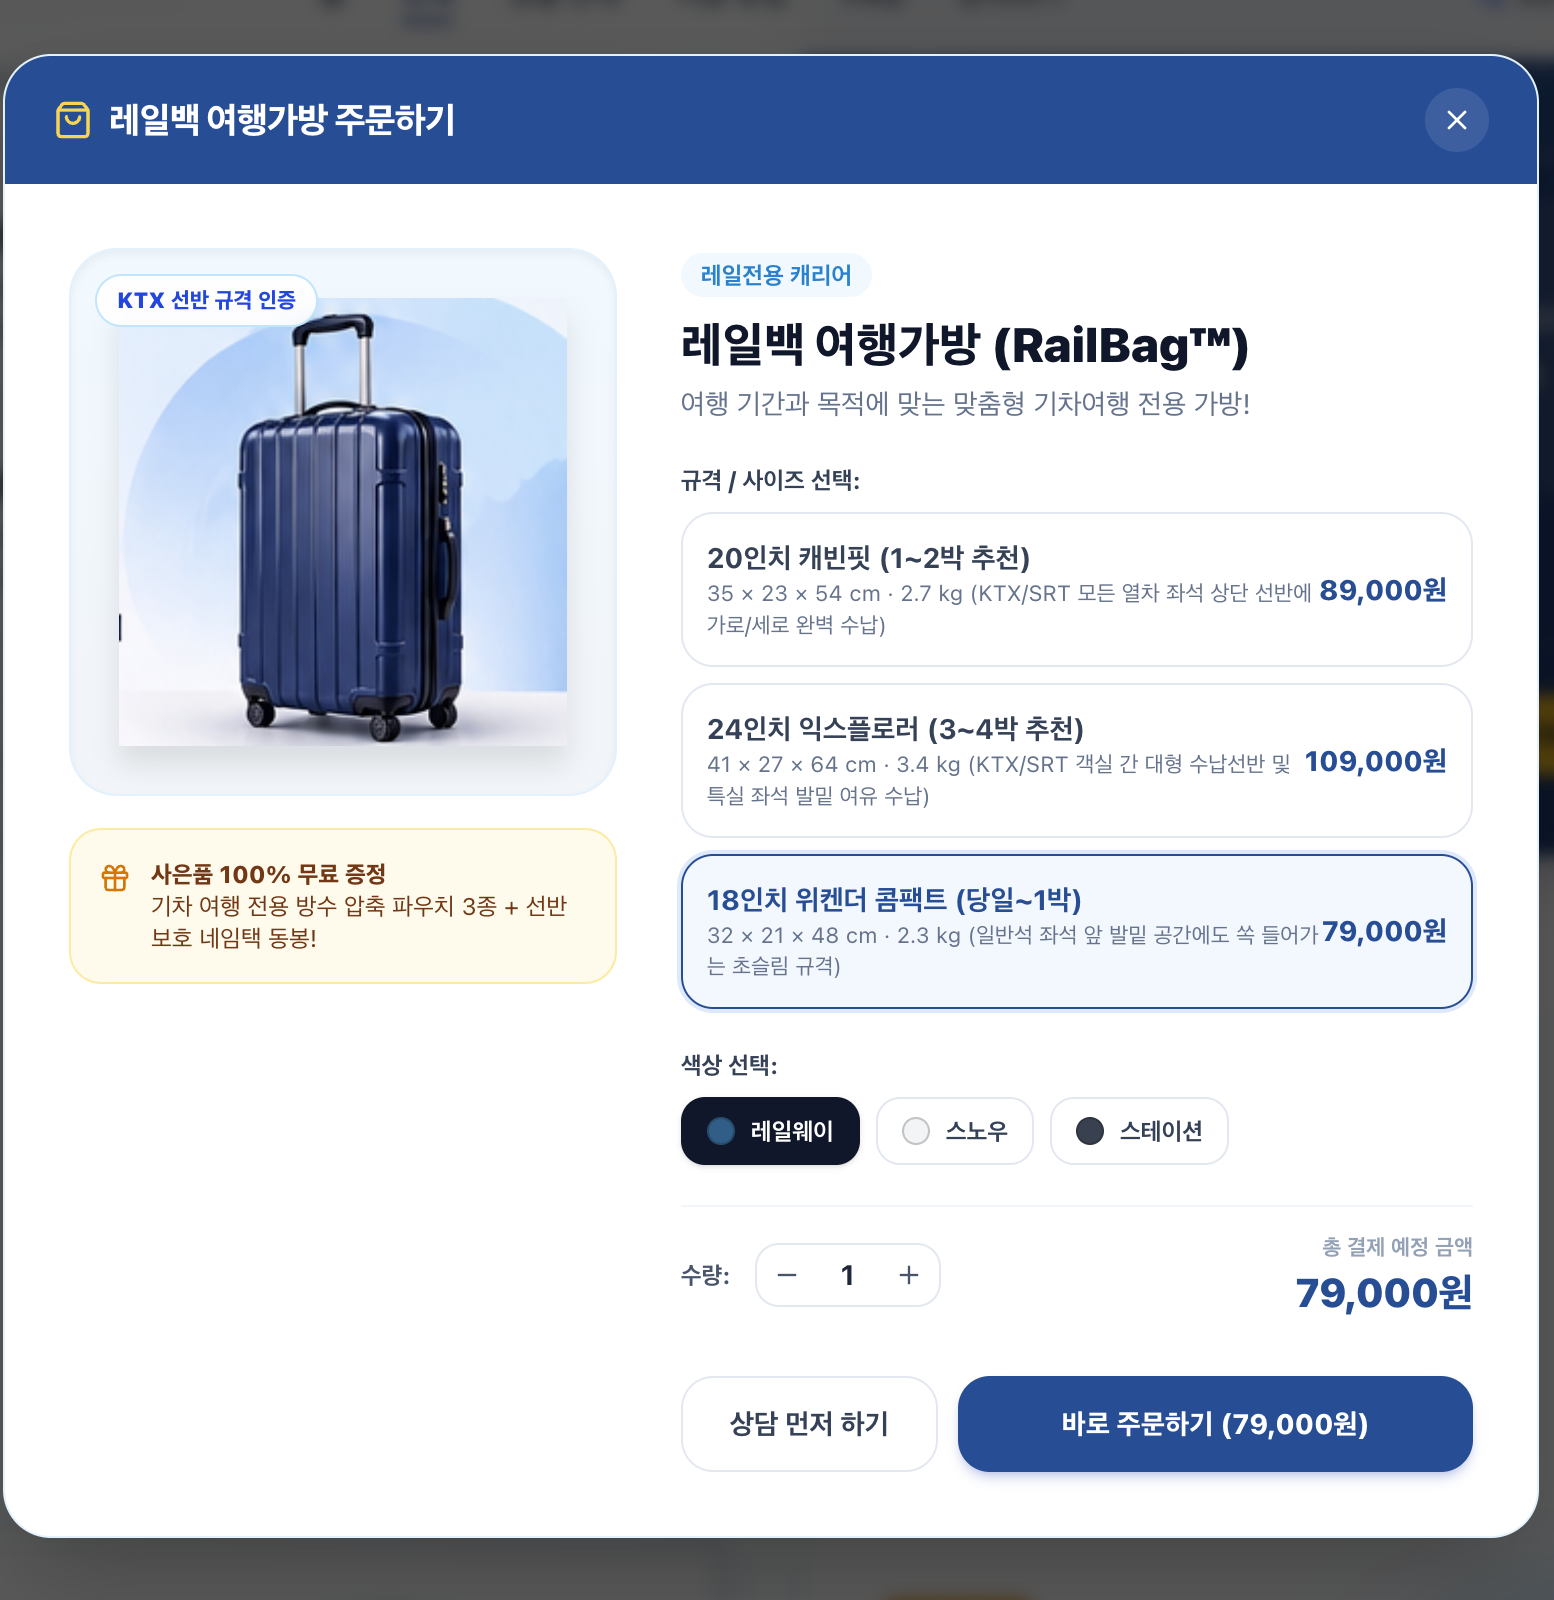 레일백 여행가방 주문하기
KTX 선반 규격 인증
사은품 100% 무료 증정
기차 여행 전용 방수 압축 파우치 3종 + 선반
보호 네임택 동봉!
레일전용 캐리어
레일백 여행가방 (RailBag™)
여행 기간과 목적에 맞는 맞춤형 기차여행 전용 가방!
규격 / 사이즈 선택:
20인치 캐빈핏 (1~2박 추천)
35 × 23 × 54 cm · 2.7 kg (KTX/SRT 모든 열차 좌석 상단 선반에
가로/세로 완벽 수납)
89,000원
24인치 익스플로러 (3~4박 추천)
41 × 27 × 64 cm · 3.4 kg (KTX/SRT 객실 간 대형 수납선반 및
특실 좌석 발밑 여유 수납)
109,000원
18인치 위켄더 콤팩트 (당일~1박)
32 × 21 × 48 cm · 2.3 kg (일반석 좌석 앞 발밑 공간에도 쏙 들어가
는 초슬림 규격)
79,000원
색상 선택:
레일웨이
스노우
스테이션
수량:
1
총 결제 예정 금액
79,000원
상담 먼저 하기
바로 주문하기 (79,000원)